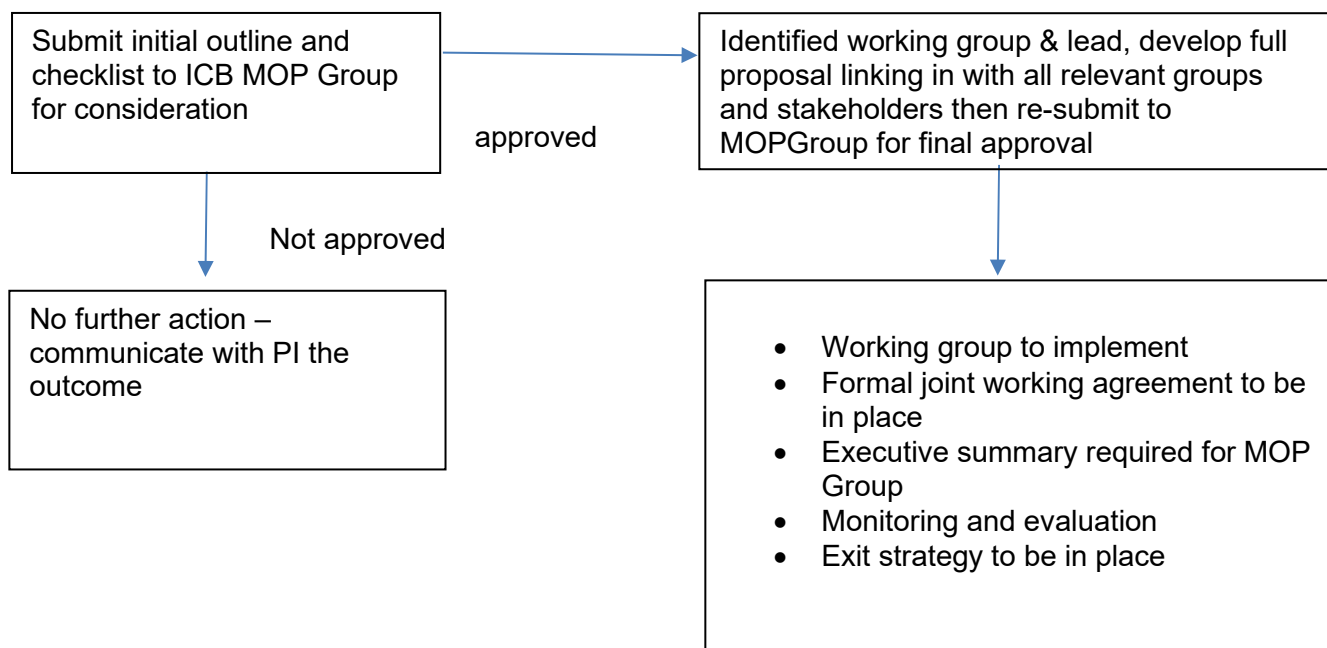 Submit initial outline and
checklist to ICB MOP Group
for consideration
approved
Identified working group & lead, develop full
proposal linking in with all relevant groups
and stakeholders then re-submit to
MOPGroup for final approval
Not approved
No further action –
communicate with PI the
outcome
• Working group to implement
• Formal joint working agreement to be
in place
• Executive summary required for MOP
Group
• Monitoring and evaluation
• Exit strategy to be in place